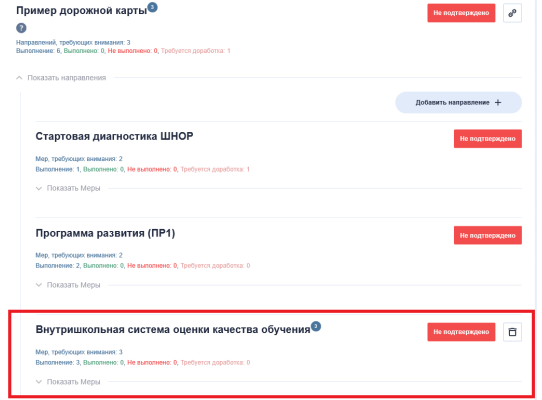 Пример дорожной карты 3
Не подтверждено
?
Направлений, требующих внимания: 3
Выполнение: 6, Выполнено: 0, Не выполнено: 0, Требуется доработка: 1
Показать направления
Добавить направление +
Стартовая диагностика ШНОР
Не подтверждено
Мер, требующих внимания: 2
Выполнение: 1, Выполнено: 0, Не выполнено: 0, Требуется доработка: 1
Показать Меры
Программа развития (ПР1)
Не подтверждено
Мер, требующих внимания: 2
Выполнение: 2, Выполнено: 0, Не выполнено: 0, Требуется доработка: 0
Показать Меры
Внутришкольная система оценки качества обучения 3
Не подтверждено
Мер, требующих внимания: 3
Выполнение: 3, Выполнено: 0, Не выполнено: 0, Требуется доработка: 0
Показать Меры